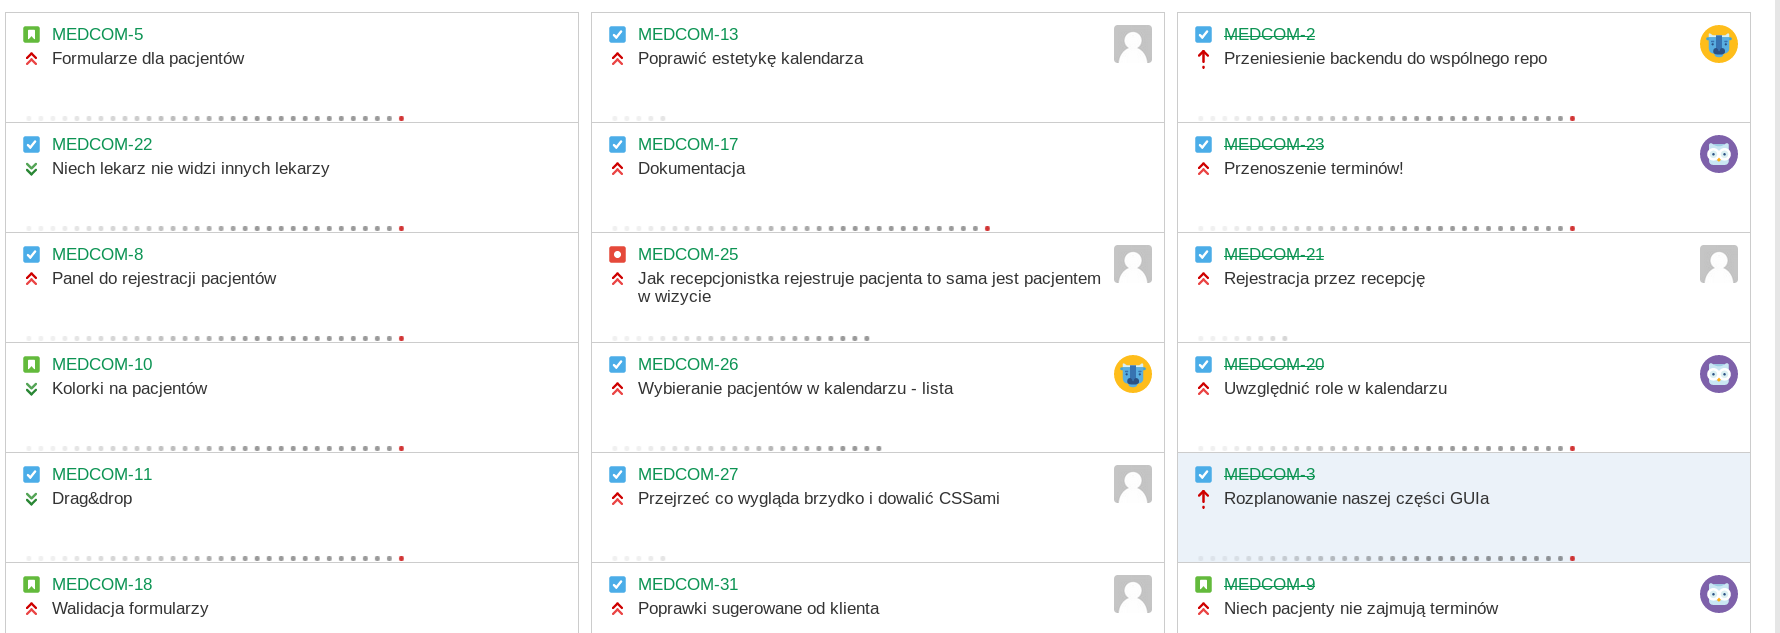 MEDCOM-5
Formularze dla pacjentów
MEDCOM-22
Niech lekarz nie widzi innych lekarzy
MEDCOM-8
Panel do rejestracji pacjentów
MEDCOM-10
Kolorki na pacjentów
MEDCOM-11
Drag&drop
MEDCOM-18
Walidacja formularzy
MEDCOM-13
Poprawić estetykę kalendarza
MEDCOM-17
Dokumentacja
MEDCOM-25
Jak recepcjonistka rejestruje pacjenta to sama jest pacjentem
w wizycie
MEDCOM-26
Wybieranie pacjentów w kalendarzu - lista
MEDCOM-27
Przejrzeć co wygląda brzydko i dowalić CSSami
MEDCOM-31
Poprawki sugerowane od klienta
MEDCOM-2
Przeniesienie backendu do wspólnego repo
MEDCOM-23
Przenoszenie terminów!
MEDCOM-21
Rejestracja przez recepcję
MEDCOM-20
Uwzględnić role w kalendarzu
MEDCOM-3
Rozplanowanie naszej części GUIa
MEDCOM-9
Niech pacjenty nie zajmują terminów